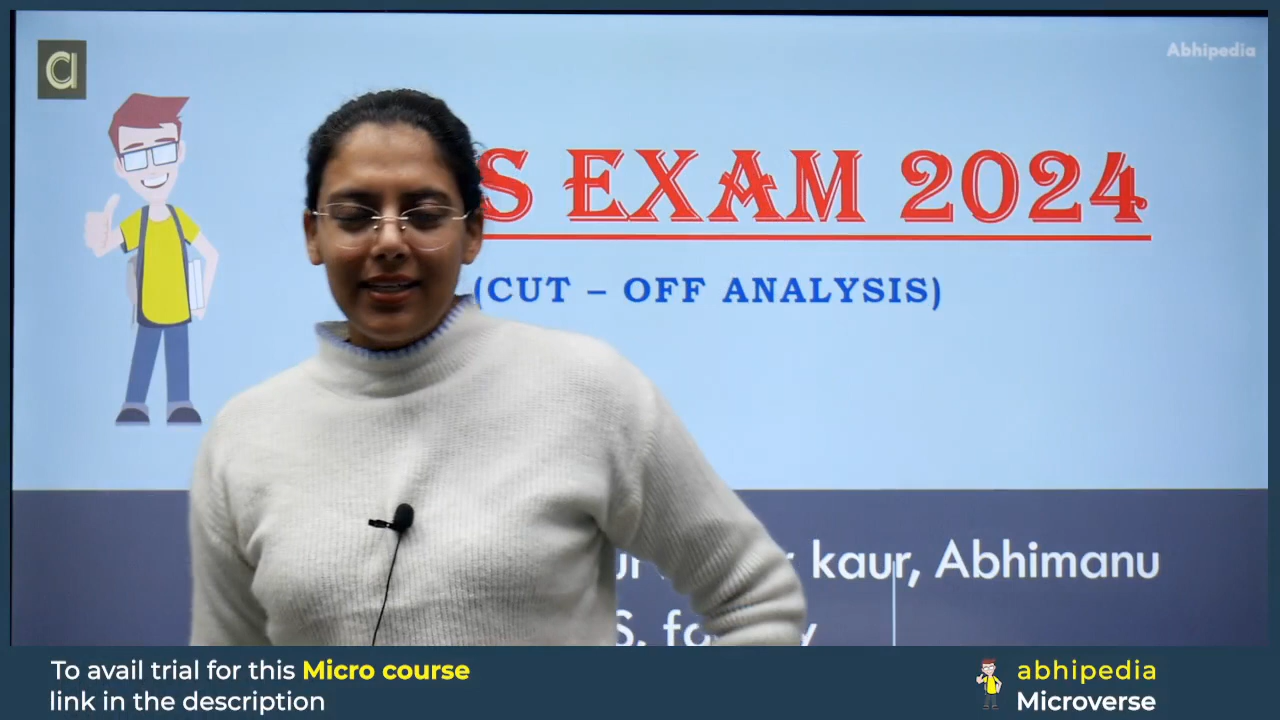 a
Abhipedia
S EXAM 2024
(CUT – OFF ANALYSIS)
kaur, Abhimanu
To avail trial for this Micro course
link in the description
abhipedia
Microverse